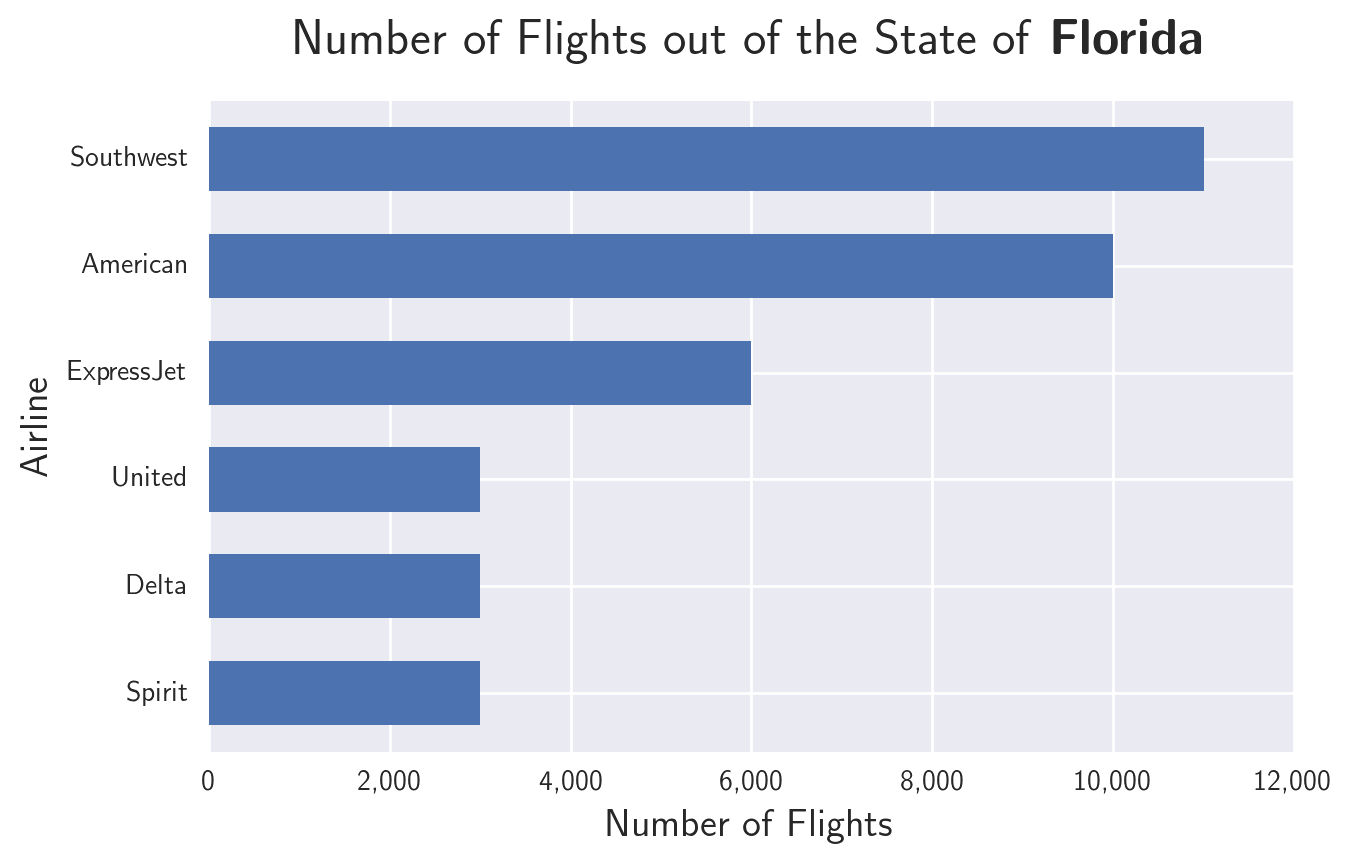 Number of Flights out of the State of Florida
Southwest
American
ExpressJet
United
Delta
Spirit
Airline
0 2,000 4,000 6,000 8,000 10,000 12,000
Number of Flights